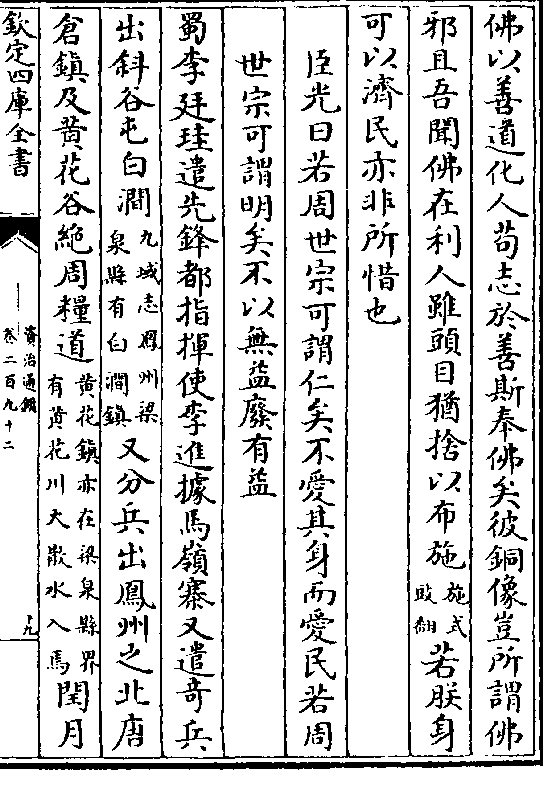 佛以善道化人苟志於善斯奉佛矣彼銅像豈所謂佛
邪且吾聞佛在利人雖頭目猶捨以布施施式豉翻若朕身
可以濟民亦非所惜也
臣光曰若周世宗可謂仁矣不愛其身而愛民若周
世宗可謂明矣不以無益廢有益
蜀李廷珪遣先鋒都指揮使李進據馬嶺寨又遣奇兵
出斜谷屯白澗九域志鳳州梁泉縣有白澗鎮又分兵出鳳州之北唐
倉鎮及黄花谷絶周糧道黄花鎮亦在梁泉縣界有黄花川大散水入馬閏月
欽定四庫全書
資治通鑑
卷二百九十二
十九